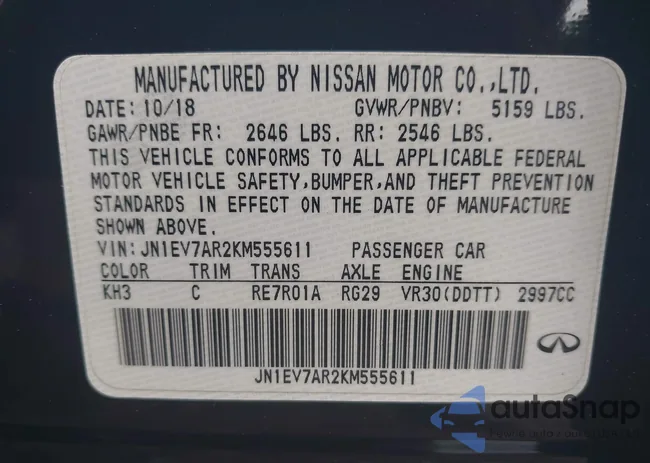 MANUFACTURED BY NISSAN MOTOR CO.,LTD.
DATE: 10/18 GVWR/PNBV: 5159 LBS.
GAWR/PNBE FR: 2646 LBS. RR: 2546 LBS.
THIS VEHICLE CONFORMS TO ALL APPLICABLE FEDERAL
MOTOR VEHICLE SAFETY,BUMPER,AND THEFT PREVENTION
STANDARDS IN EFFECT ON THE DATE OF MANUFACTURE
SHOWN ABOVE.
VIN:JN1EV7AR2KM555611 PASSENGER CAR
COLOR TRIM TRANS AXLE ENGINE
KH3 C RE7R01A RG29 VR30(DDTT) 2997CC
JN1EV7AR2KM555611
autoSnap